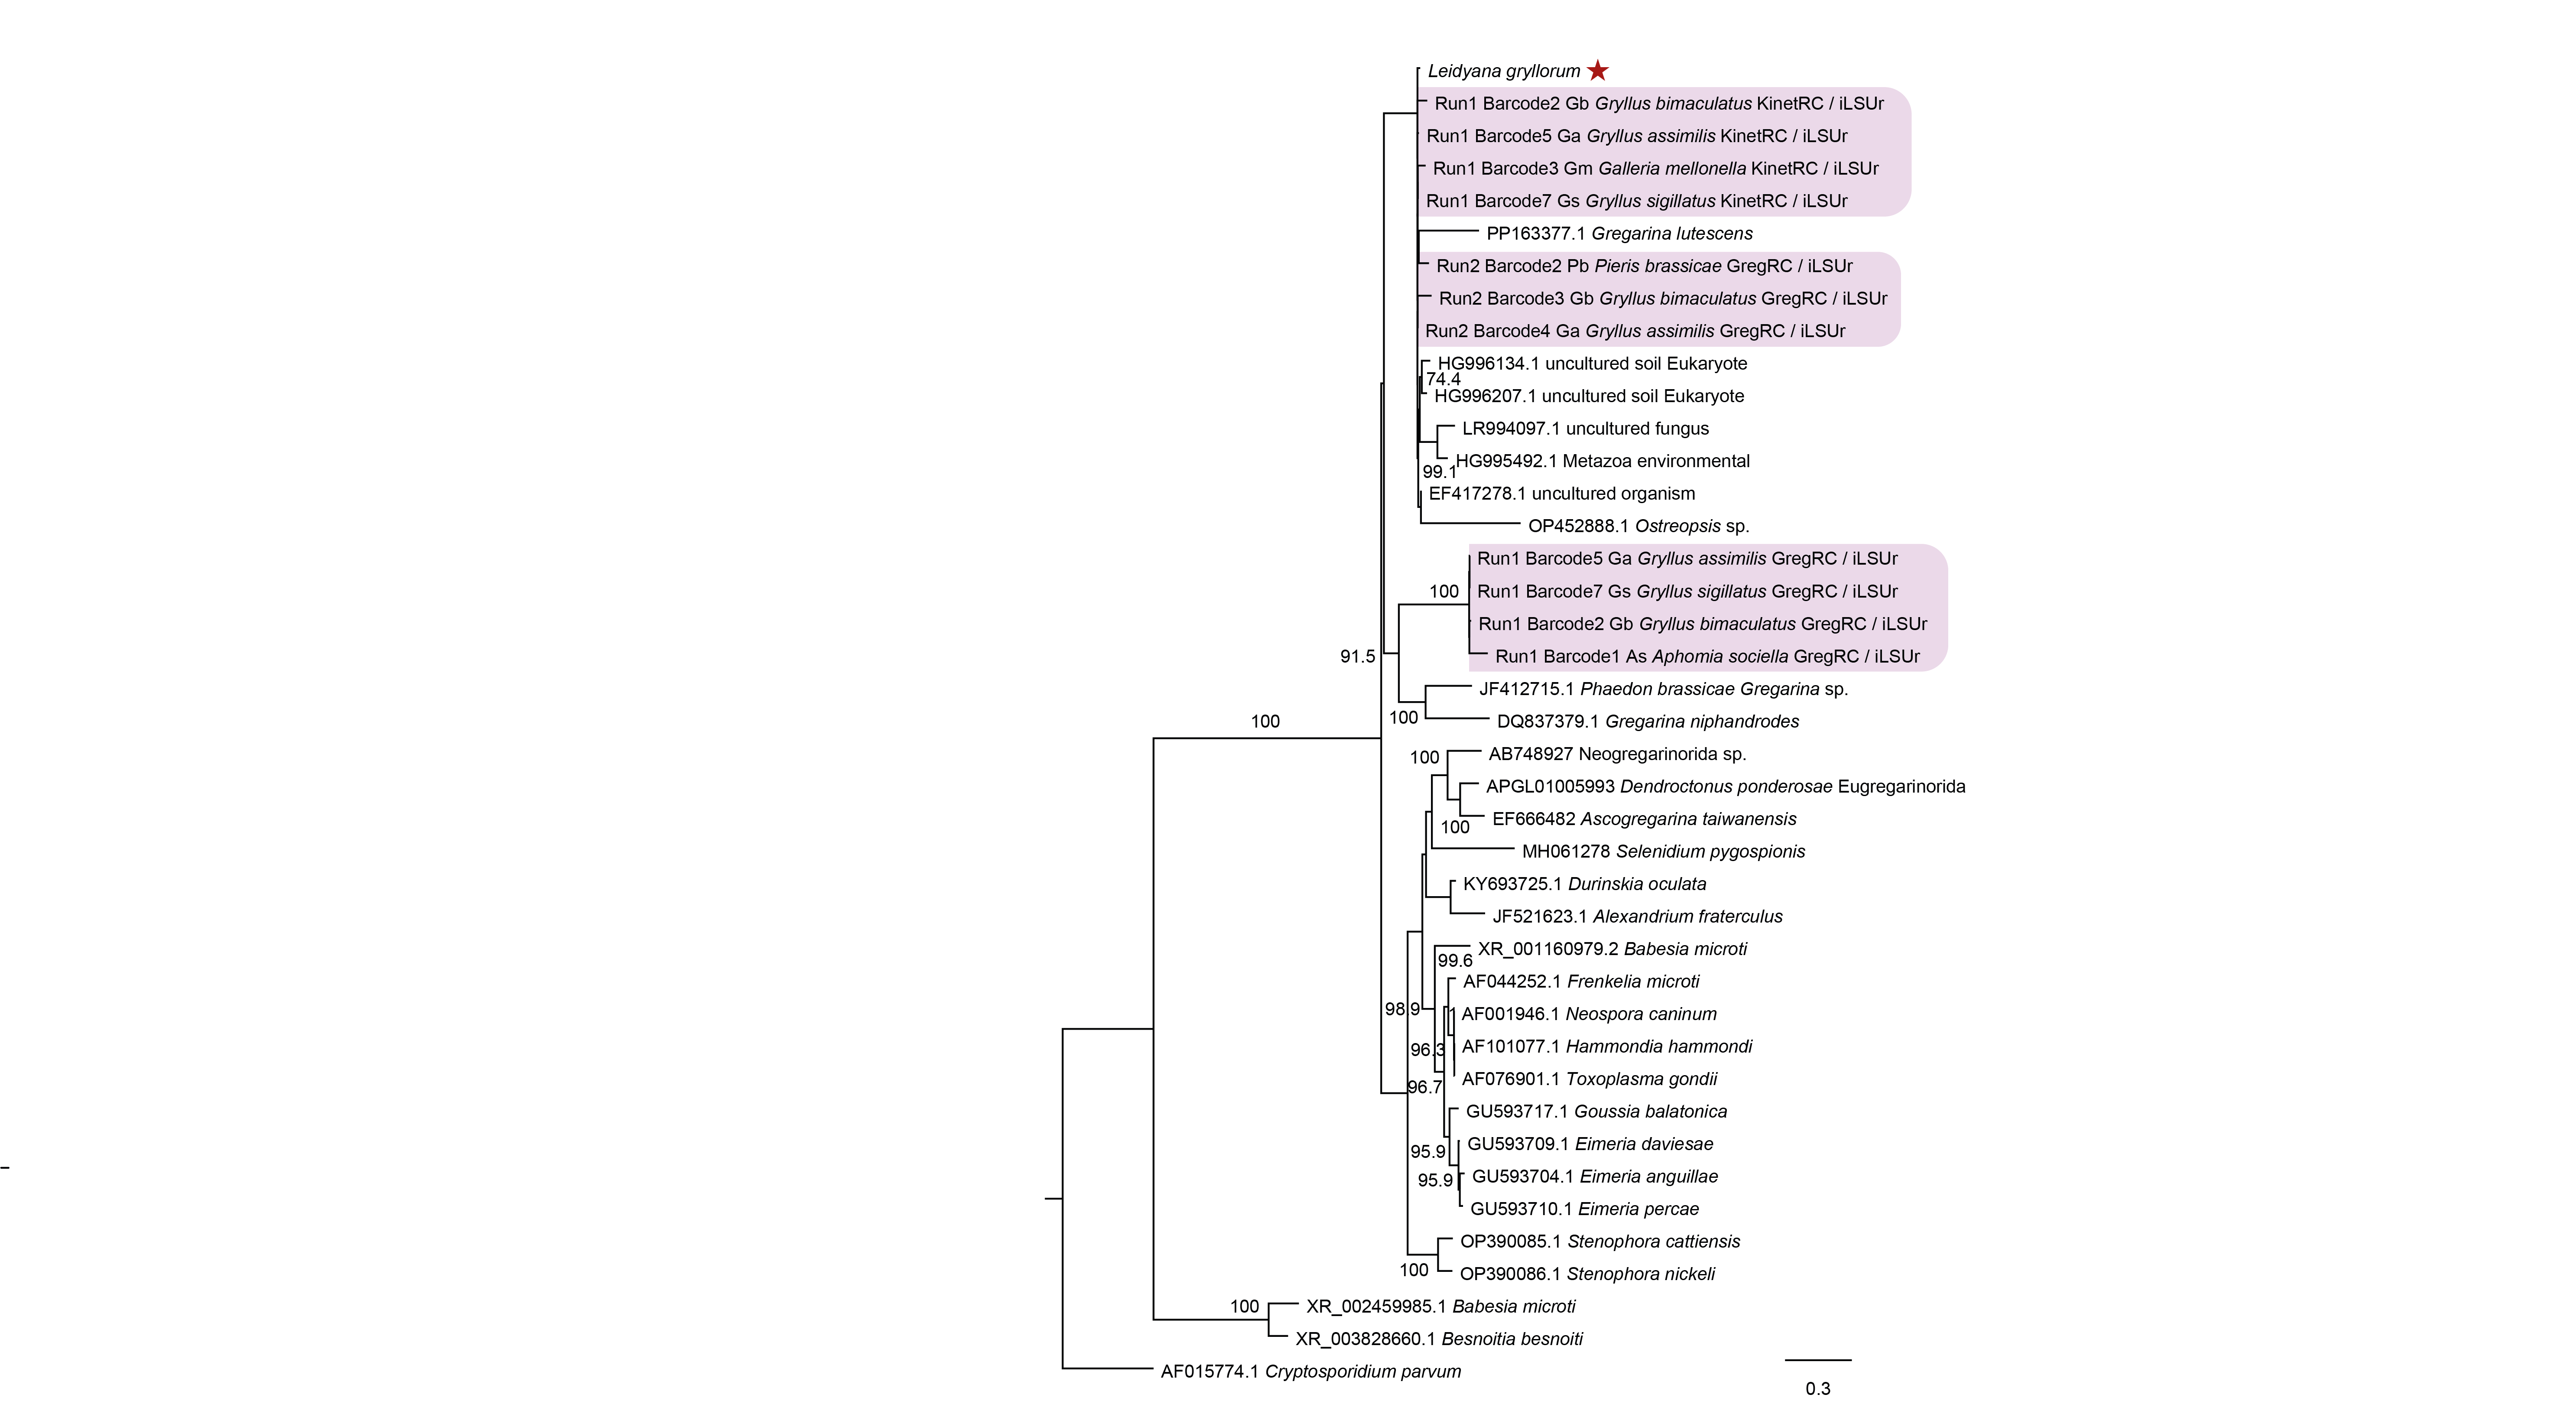 Leidyana gryllorum
Run1 Barcode2 Gb Gryllus bimaculatus KinetRC / iLSUr
Run1 Barcode5 Ga Gryllus assimilis KinetRC / iLSUr
Run1 Barcode3 Gm Galleria mellonella KinetRC / iLSUr
Run1 Barcode7 Gs Gryllus sigillatus KinetRC / iLSUr
PP163377.1 Gregarina lutescens
Run2 Barcode2 Pb Pieris brassicae GregRC / iLSUr
Run2 Barcode3 Gb Gryllus bimaculatus GregRC / iLSUr
Run2 Barcode4 Ga Gryllus assimilis GregRC / iLSUr
HG996134.1 uncultured soil Eukaryote
74.4
HG996207.1 uncultured soil Eukaryote
LR994097.1 uncultured fungus
HG995492.1 Metazoa environmental
99.1
EF417278.1 uncultured organism
OP452888.1 Ostreopsis sp.
Run1 Barcode5 Ga Gryllus assimilis GregRC / iLSUr
100
Run1 Barcode7 Gs Gryllus sigillatus GregRC / iLSUr
Run1 Barcode2 Gb Gryllus bimaculatus GregRC / iLSUr
91.5
Run1 Barcode1 As Aphomia sociella GregRC / iLSUr
JF412715.1 Phaedon brassicae Gregarina sp.
100
100
DQ837379.1 Gregarina niphandrodes
100
AB748927 Neogregarinorida sp.
APGL01005993 Dendroctonus ponderosae Eugregarinorida
EF666482 Ascogregarina taiwanensis
100
MH061278 Selenidium pygospionis
KY693725.1 Durinskia oculata
JF521623.1 Alexandrium fraterculus
XR_001160979.2 Babesia microti
99.6
AF044252.1 Frenkelia microti
98.9
AF001946.1 Neospora caninum
96.3
AF101077.1 Hammondia hammondi
AF076901.1 Toxoplasma gondii
96.7
GU593717.1 Goussia balatonica
GU593709.1 Eimeria daviesae
95.9
GU593704.1 Eimeria anguillae
95.9
GU593710.1 Eimeria percae
OP390085.1 Stenophora cattiensis
100
OP390086.1 Stenophora nickeli
100
XR_002459985.1 Babesia microti
XR_003828660.1 Besnoitia besnoiti
AF015774.1 Cryptosporidium parvum
0.3